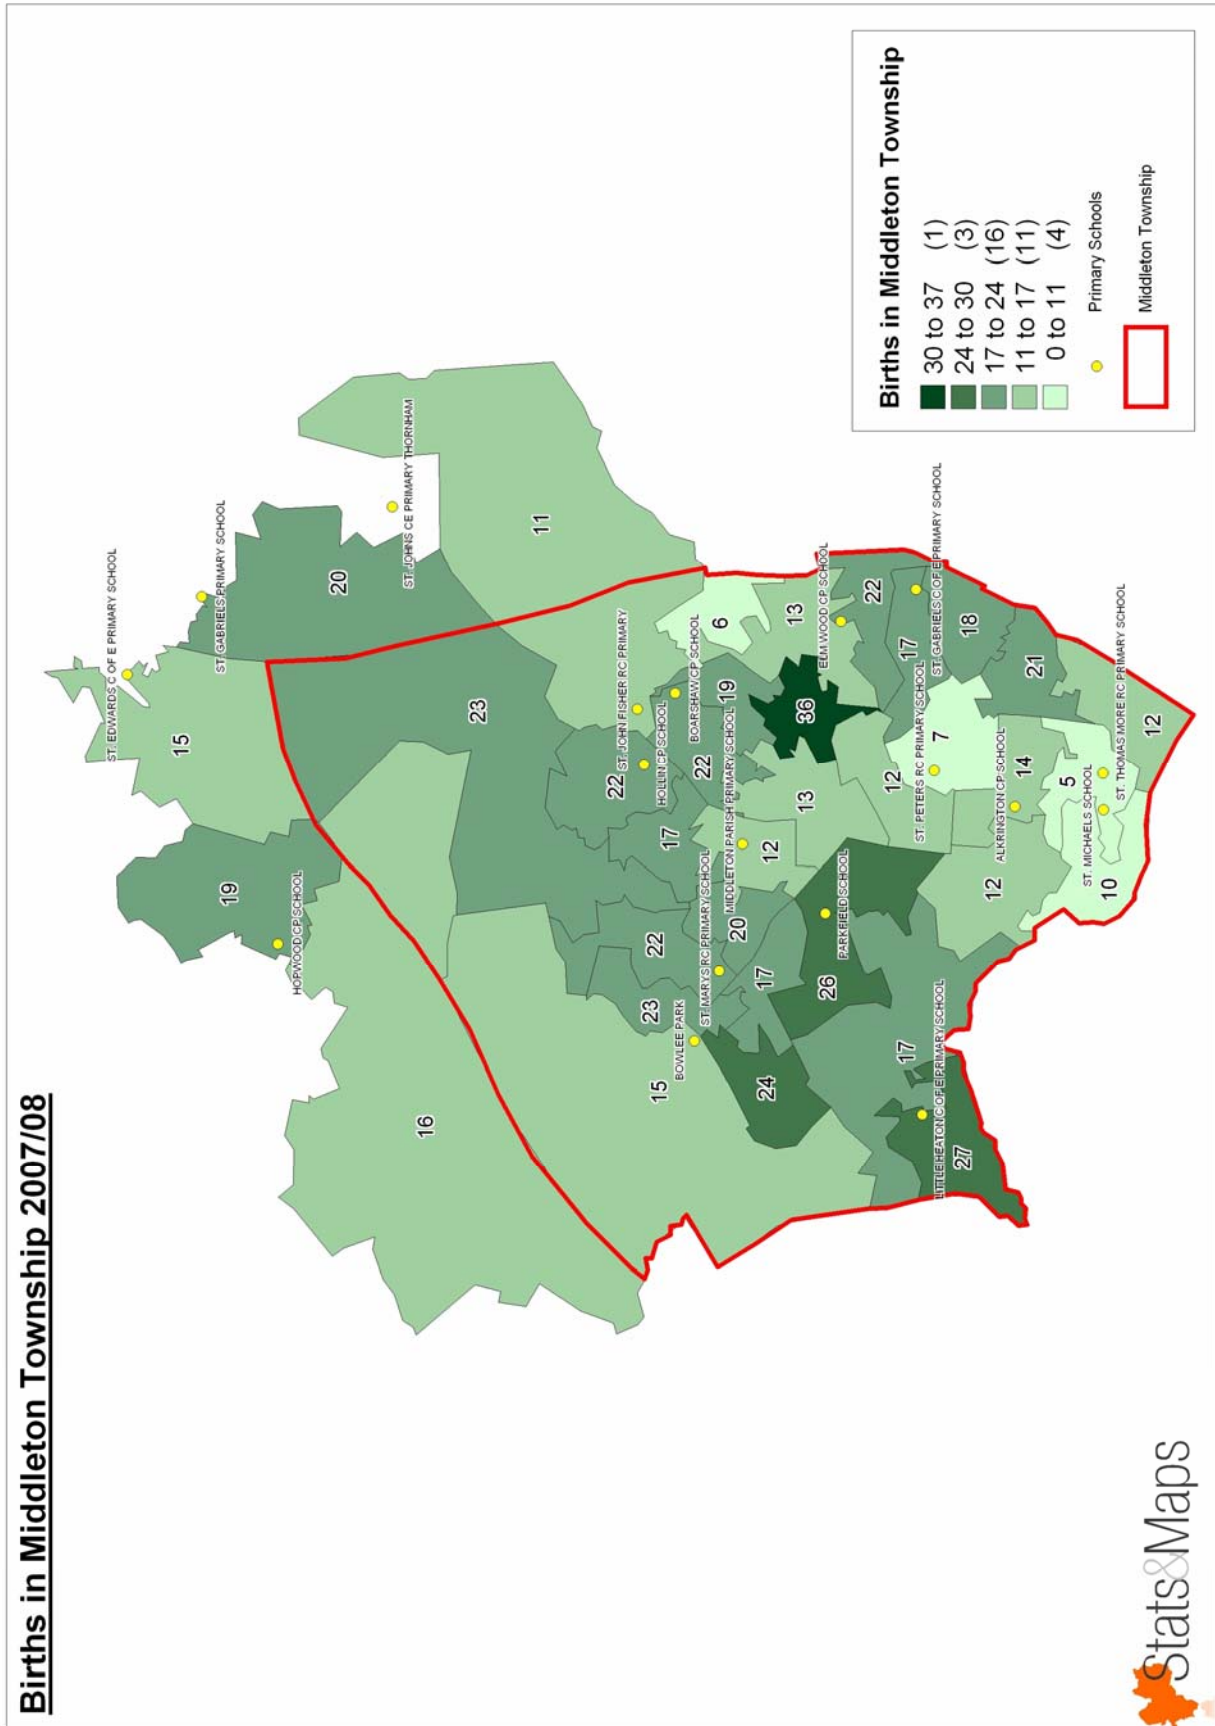 Births in Middleton Township 2007/08
ST. EDWARDS C OF E PRIMARY SCHOOL
15
ST. GABRIELS PRIMARY SCHOOL
19
HOPWOOD CP SCHOOL
20
ST. JOHNS CE PRIMARY THORNHAM
16
23
11
ST. JOHN FISHER RC PRIMARY
22
HOLLIN CP SCHOOL
BOARSHAW CP SCHOOL
6
15
BOWLEE PARK
23
22
17
22
19
ST. MARYS RC PRIMARY SCHOOL
MIDDLETON PARISH PRIMARY SCHOOL
20
12
24
17
13
36
13
ELM WOOD CP SCHOOL
26
PARKFIELD SCHOOL
22
17
12
17
ST. PETERS RC PRIMARY SCHOOL
ST. GABRIELS C OF E PRIMARY SCHOOL
LITTLE HEATON C OF E PRIMARY SCHOOL
27
7
18
12
ALKRINGTON CP SCHOOL
14
21
5
ST. MICHAELS SCHOOL
10
ST. THOMAS MORE RC PRIMARY SCHOOL
12
Births in Middleton Township
30 to 37 (1)
24 to 30 (3)
17 to 24 (16)
11 to 17 (11)
0 to 11 (4)
Primary Schools
Middleton Township
Stats&Maps